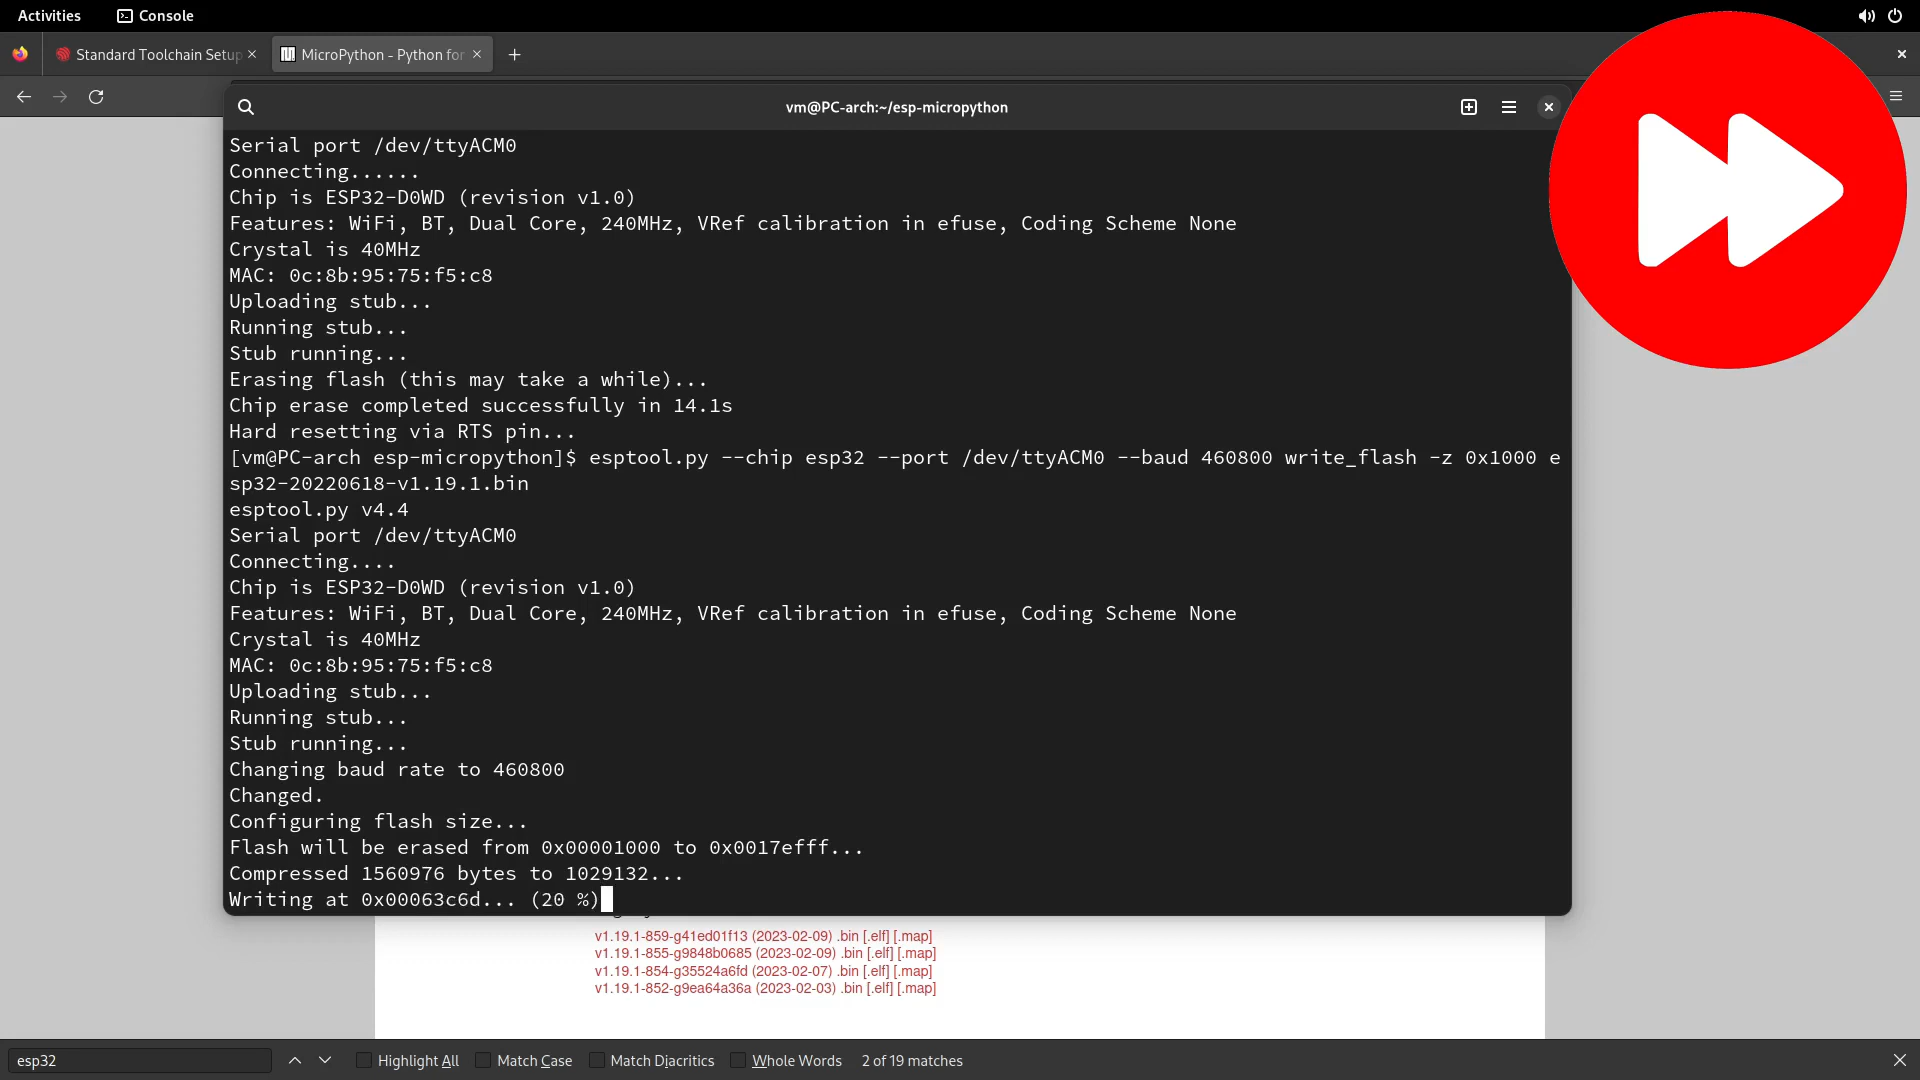 Activities Console
Standard Toolchain Setup MicroPython - Python for
vm@PC-arch:~/esp-micropython
Serial port /dev/ttyACM0
Connecting......
Chip is ESP32-D0WD (revision v1.0)
Features: WiFi, BT, Dual Core, 240MHz, VRef calibration in efuse, Coding Scheme None
Crystal is 40MHz
MAC: 0c:8b:95:75:f5:c8
Uploading stub...
Running stub...
Stub running...
Erasing flash (this may take a while)...
Chip erase completed successfully in 14.1s
Hard resetting via RTS pin...
[vm@PC-arch esp-micropython]$ esptool.py --chip esp32 --port /dev/ttyACM0 --baud 460800 write_flash -z 0x1000 e
sp32-20220618-v1.19.1.bin
esptool.py v4.4
Serial port /dev/ttyACM0
Connecting....
Chip is ESP32-D0WD (revision v1.0)
Features: WiFi, BT, Dual Core, 240MHz, VRef calibration in efuse, Coding Scheme None
Crystal is 40MHz
MAC: 0c:8b:95:75:f5:c8
Uploading stub...
Running stub...
Stub running...
Changing baud rate to 460800
Changed.
Configuring flash size...
Flash will be erased from 0x00001000 to 0x0017efff...
Compressed 1560976 bytes to 1029132...
Writing at 0x00063c6d... (20 %)
v1.19.1-859-g41ed01f13 (2023-02-09) .bin [.elf] [.map]
v1.19.1-855-g9848b0685 (2023-02-09) .bin [.elf] [.map]
v1.19.1-854-g35524a6fd (2023-02-07) .bin [.elf] [.map]
v1.19.1-852-g9ea64a36a (2023-02-03) .bin [.elf] [.map]
esp32 Highlight All Match Case Match Diacritics Whole Words 2 of 19 matches